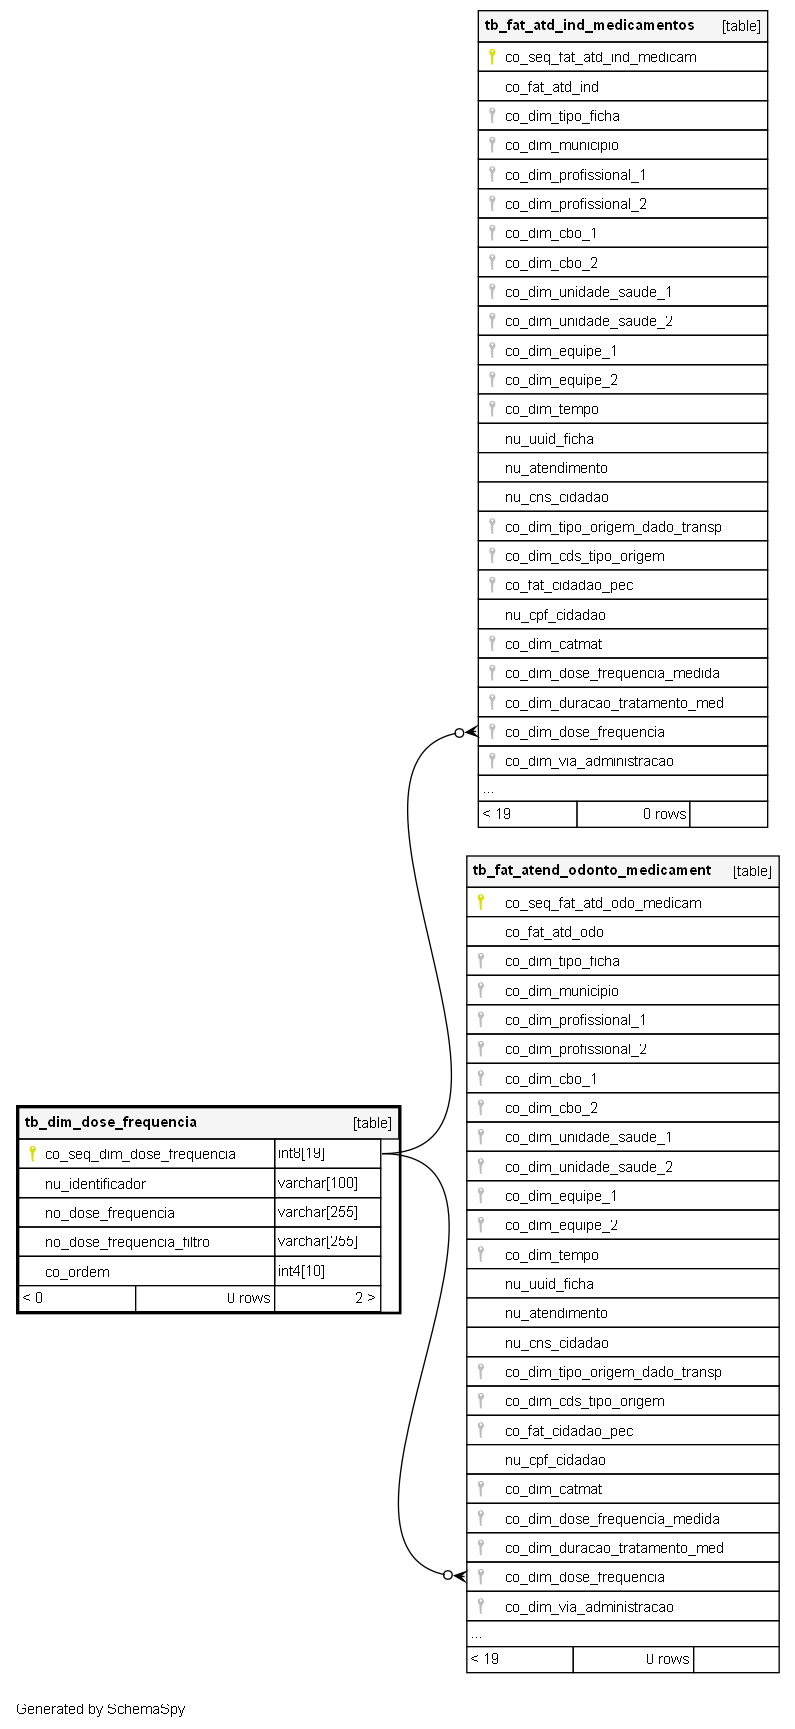 tb_fat_atd_ind_medicamentos [table]
co_seq_fat_atd_ind_medicam
co_fat_atd_ind
co_dim_tipo_ficha
co_dim_municipio
co_dim_profissional_1
co_dim_profissional_2
co_dim_cbo_1
co_dim_cbo_2
co_dim_unidade_saude_1
co_dim_unidade_saude_2
co_dim_equipe_1
co_dim_equipe_2
co_dim_tempo
nu_uuid_ficha
nu_atendimento
nu_cns_cidadao
co_dim_tipo_origem_dado_transp
co_dim_cds_tipo_origem
co_fat_cidadao_pec
nu_cpf_cidadao
co_dim_catmat
co_dim_dose_frequencia_medida
co_dim_duracao_tratamento_med
co_dim_dose_frequencia
co_dim_via_administracao
...
< 19 0 rows
tb_fat_atend_odonto_medicament [table]
co_seq_fat_atd_odo_medicam
co_fat_atd_odo
co_dim_tipo_ficha
co_dim_municipio
co_dim_profissional_1
co_dim_profissional_2
co_dim_cbo_1
co_dim_cbo_2
co_dim_unidade_saude_1
co_dim_unidade_saude_2
co_dim_equipe_1
co_dim_equipe_2
co_dim_tempo
nu_uuid_ficha
nu_atendimento
nu_cns_cidadao
co_dim_tipo_origem_dado_transp
co_dim_cds_tipo_origem
co_fat_cidadao_pec
nu_cpf_cidadao
co_dim_catmat
co_dim_dose_frequencia_medida
co_dim_duracao_tratamento_med
co_dim_dose_frequencia
co_dim_via_administracao
...
< 19 0 rows
tb_dim_dose_frequencia [table]
co_seq_dim_dose_frequencia int8[19]
nu_identificador varchar[100]
no_dose_frequencia varchar[255]
no_dose_frequencia_filtro varchar[255]
co_ordem int4[10]
< 0 0 rows 2 >
Generated by SchemaSpy